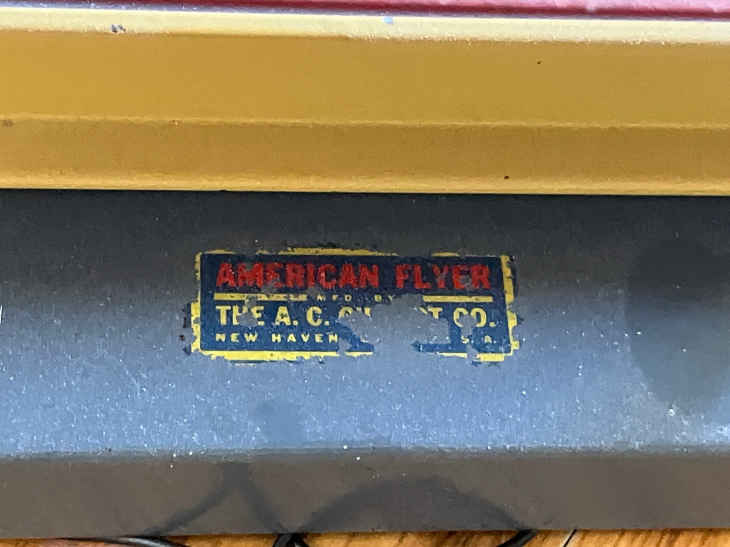 AMERICAN FLYER
MFD. BY
THE A. C. CO.
NEW HAVEN S. A.